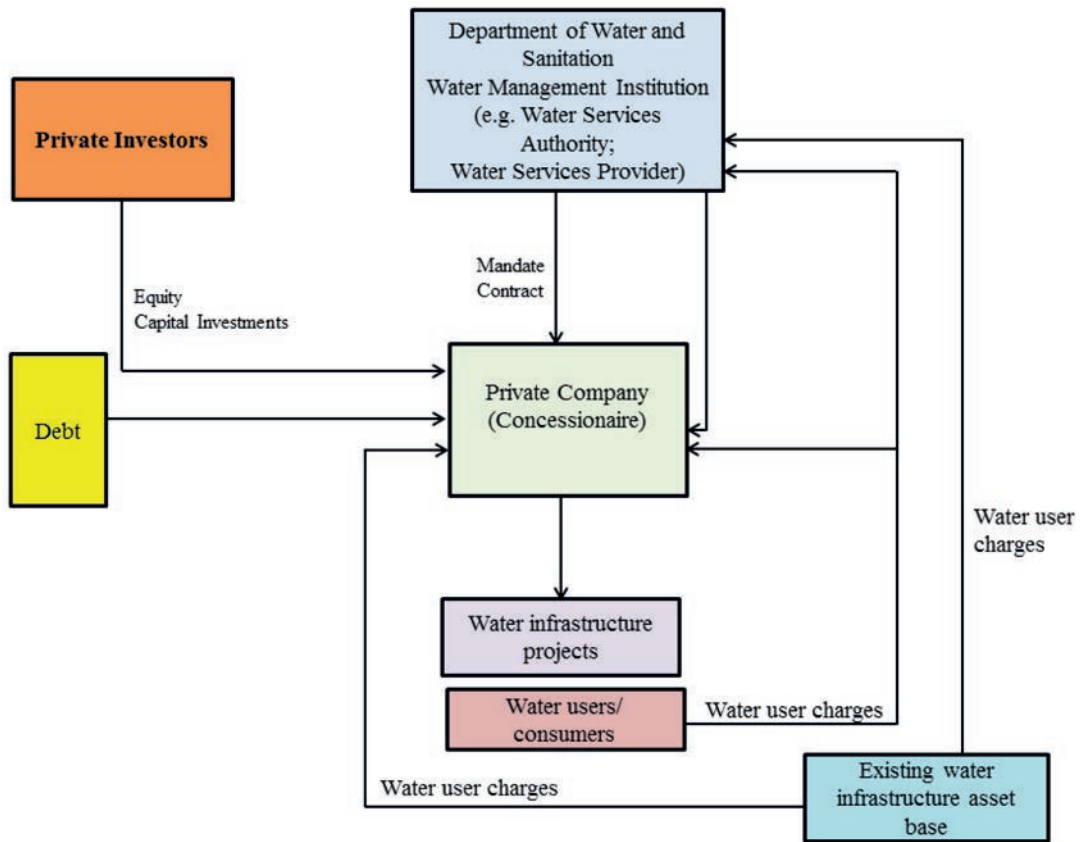 Department of Water and
Sanitation
Water Management Institution
(e.g. Water Services
Authority;
Water Services Provider)
Private Investors
Mandate
Contract
Equity
Capital Investments
Private Company
(Concessionaire)
Debt
Water user
charges
Water infrastructure
projects
Water users/
consumers
Water user charges
Water user charges
Existing water
infrastructure asset
base